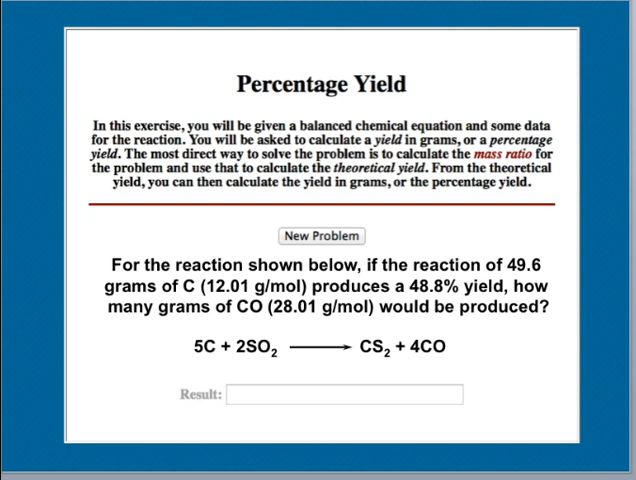 Percentage Yield
In this exercise, you will be given a balanced chemical equation and some data
for the reaction. You will be asked to calculate a yield in grams, or a percentage
yield. The most direct way to solve the problem is to calculate the mass ratio for
the problem and use that to calculate the theoretical yield. From the theoretical
yield, you can then calculate the yield in grams, or the percentage yield.
New Problem
For the reaction shown below, if the reaction of 49.6
grams of C (12.01 g/mol) produces a 48.8% yield, how
many grams of CO (28.01 g/mol) would be produced?
5C + 2SO₂ ⟶ CS₂ + 4CO
Result: